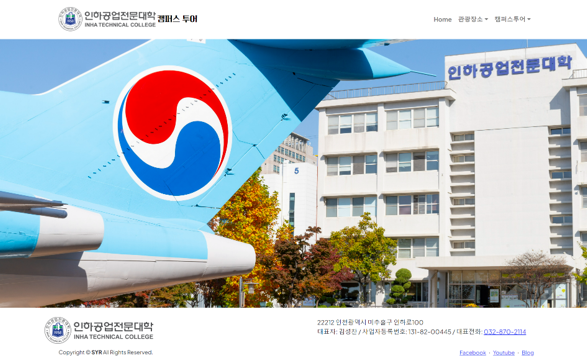 인하공업전문대학 캠퍼스 투어
INHA TECHNICAL COLLEGE
Home 관광장소 캠퍼스투어
인하공업전문대학
5
인하공업전문대학
INHA TECHNICAL COLLEGE
22212 인천광역시 미추홀구 인하로100
대표자: 김성찬 / 사업자등록번호: 131-82-00445 / 대표전화: 032-870-2114
Copyright © SYR All Rights Reserved.
Facebook · Youtube · Blog